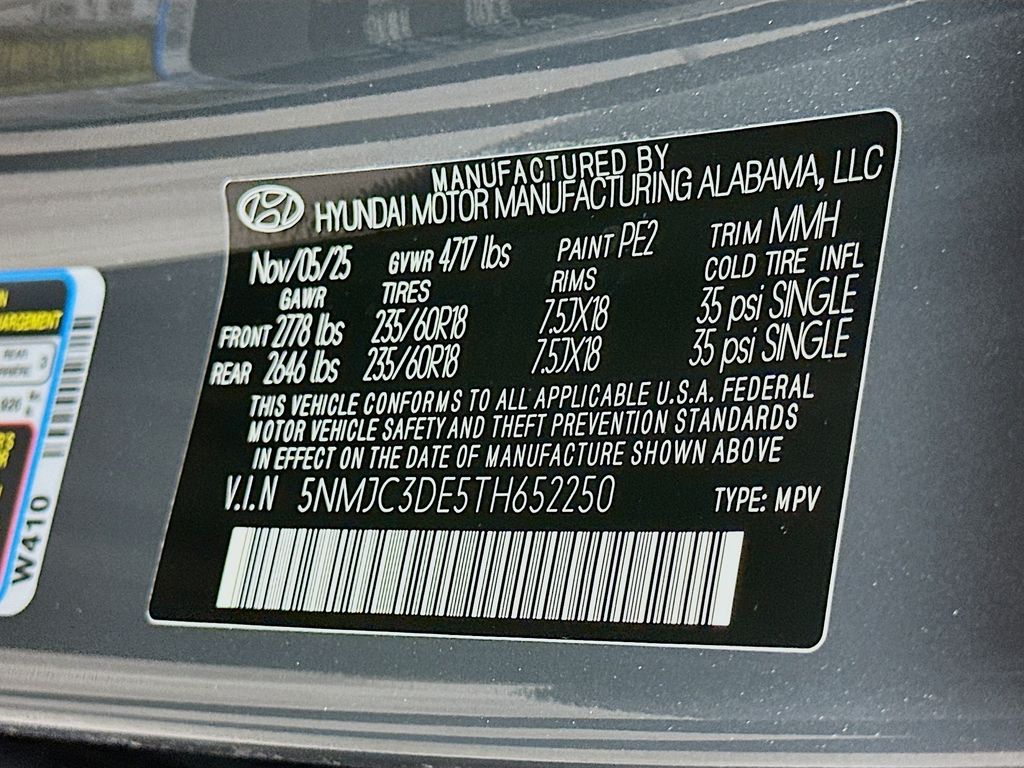 MANUFACTURED BY
HYUNDAI MOTOR MANUFACTURING ALABAMA, LLC
Nov/05/25 GVWR 4717 lbs PAINT PE2 TRIM MMH
GAWR TIRES RIMS COLD TIRE INFL
FRONT 2778 lbs 235/60R18 7.5JX18 35 psi SINGLE
REAR 2646 lbs 235/60R18 7.5JX18 35 psi SINGLE
THIS VEHICLE CONFORMS TO ALL APPLICABLE U.S.A. FEDERAL
MOTOR VEHICLE SAFETY AND THEFT PREVENTION STANDARDS
IN EFFECT ON THE DATE OF MANUFACTURE SHOWN ABOVE
V.I.N 5NMJC3DE5TH652250 TYPE: MPV
REAR 3
W410